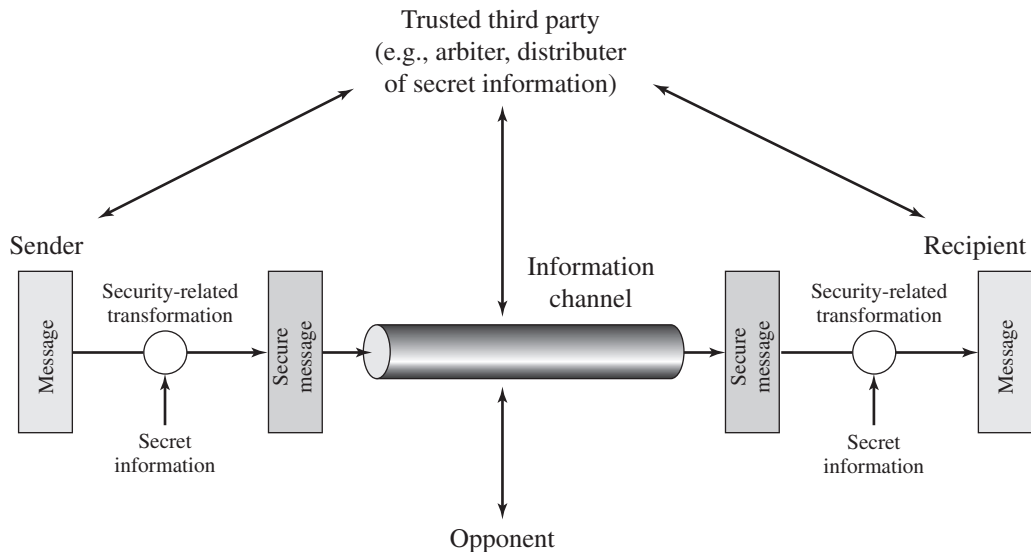 Trusted third party
(e.g., arbiter, distributer
of secret information)
Sender
Recipient
Information
channel
Security-related
transformation
Security-related
transformation
Message
Secure
message
Secure
message
Message
Secret
information
Secret
information
Opponent